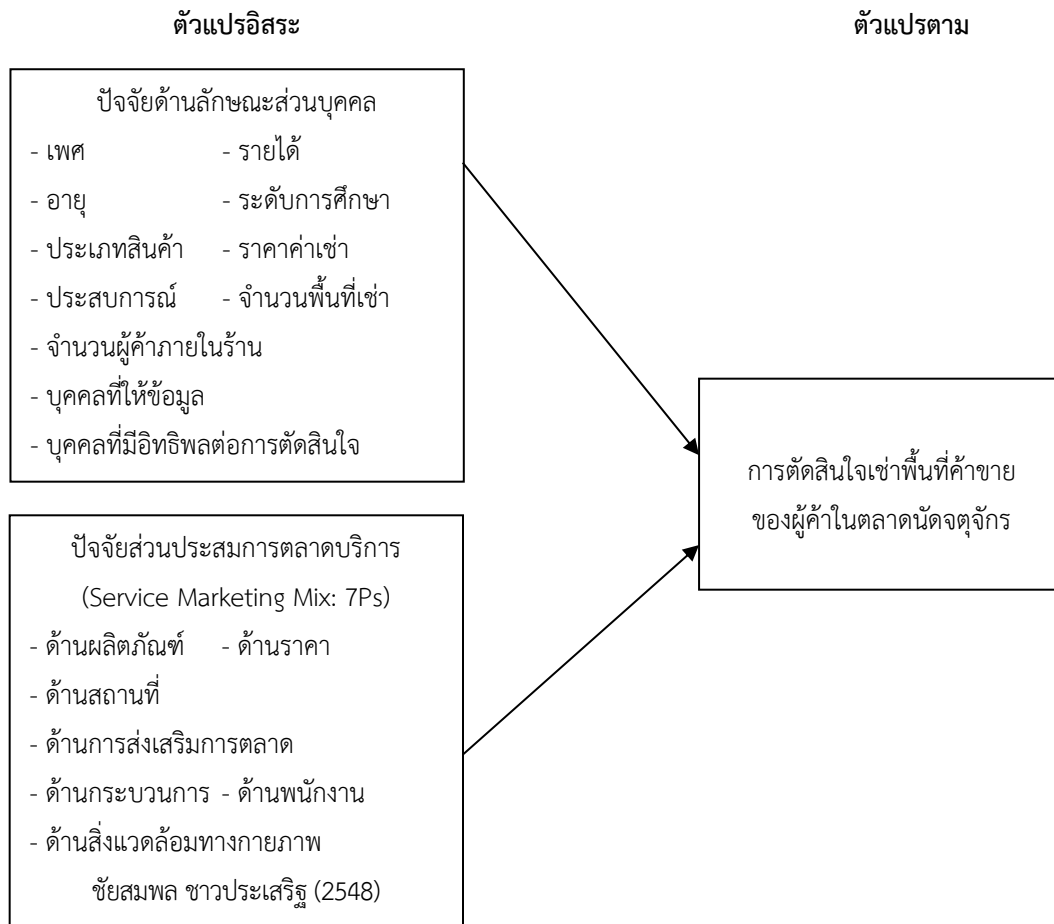 ตัวแปรอิสระ ตัวแปรตาม
ปัจจัยด้านลักษณะส่วนบุคคล
- เพศ - รายได้
- อายุ - ระดับการศึกษา
- ประเภทสินค้า - ราคาค่าเช่า
- ประสบการณ์ - จำนวนพื้นที่เช่า
- จำนวนผู้ค้าภายในร้าน
- บุคคลที่ให้ข้อมูล
- บุคคลที่มีอิทธิพลต่อการตัดสินใจ
การตัดสินใจเช่าพื้นที่ค้าขาย
ของผู้ค้าในตลาดนัดจตุจักร
ปัจจัยส่วนประสมการตลาดบริการ
(Service Marketing Mix: 7Ps)
- ด้านผลิตภัณฑ์ - ด้านราคา
- ด้านสถานที่
- ด้านการส่งเสริมการตลาด
- ด้านกระบวนการ - ด้านพนักงาน
- ด้านสิ่งแวดล้อมทางกายภาพ
ชัยสมพล ชาวประเสริฐ (2548)